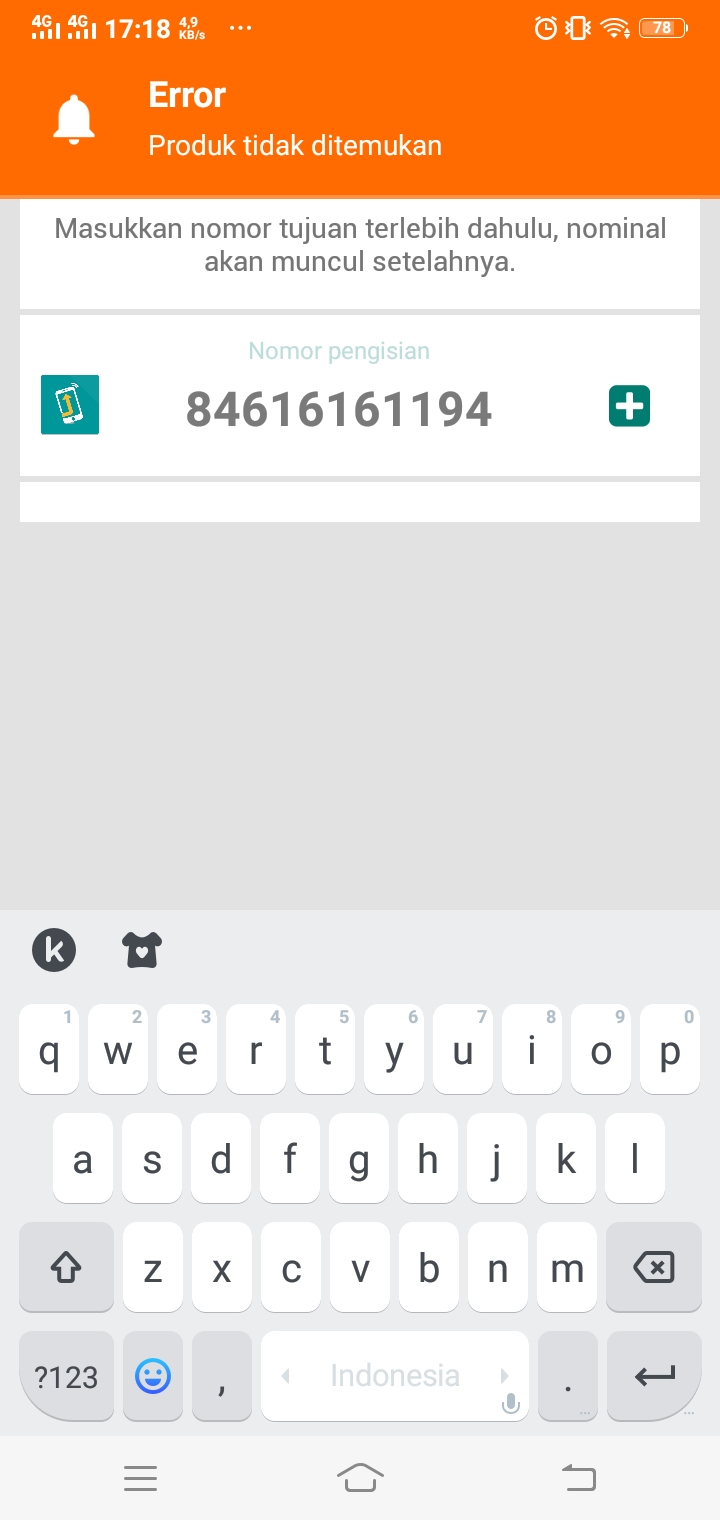 4G 4G 17:18 4,9 KB/s ... 78
Error
Produk tidak ditemukan
Masukkan nomor tujuan terlebih dahulu, nominal
akan muncul setelahnya.
Nomor pengisian
84616161194
k
1 2 3 4 5 6 7 8 9 0
q w e r t y u i o p
a s d f g h j k l
z x c v b n m
?123 , Indonesia .